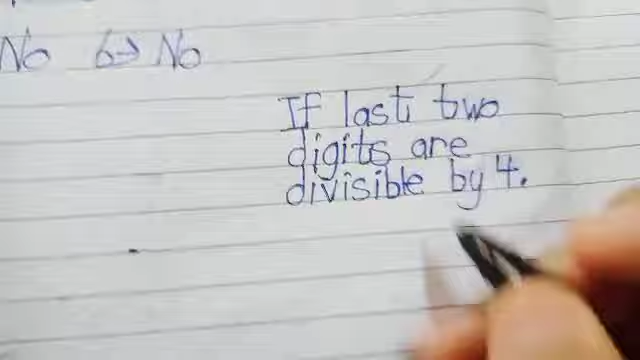 No b) → No
If last two
digits are
divisible by 4.